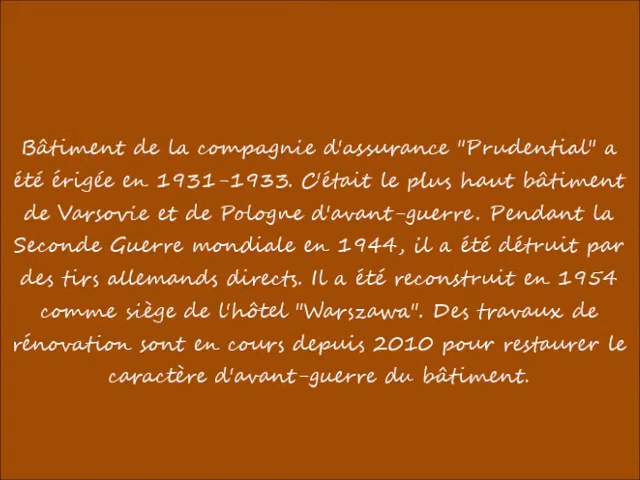 Bâtiment de la compagnie d'assurance "Prudential" a
été érigée en 1931-1933. C'était le plus haut bâtiment
de Varsovie et de Pologne d'avant-guerre. Pendant la
Seconde Guerre mondiale en 1944, il a été détruit par
des tirs allemands directs. Il a été reconstruit en 1954
comme siège de l'hôtel "Warszawa". Des travaux de
rénovation sont en cours depuis 2010 pour restaurer le
caractère d'avant-guerre du bâtiment.